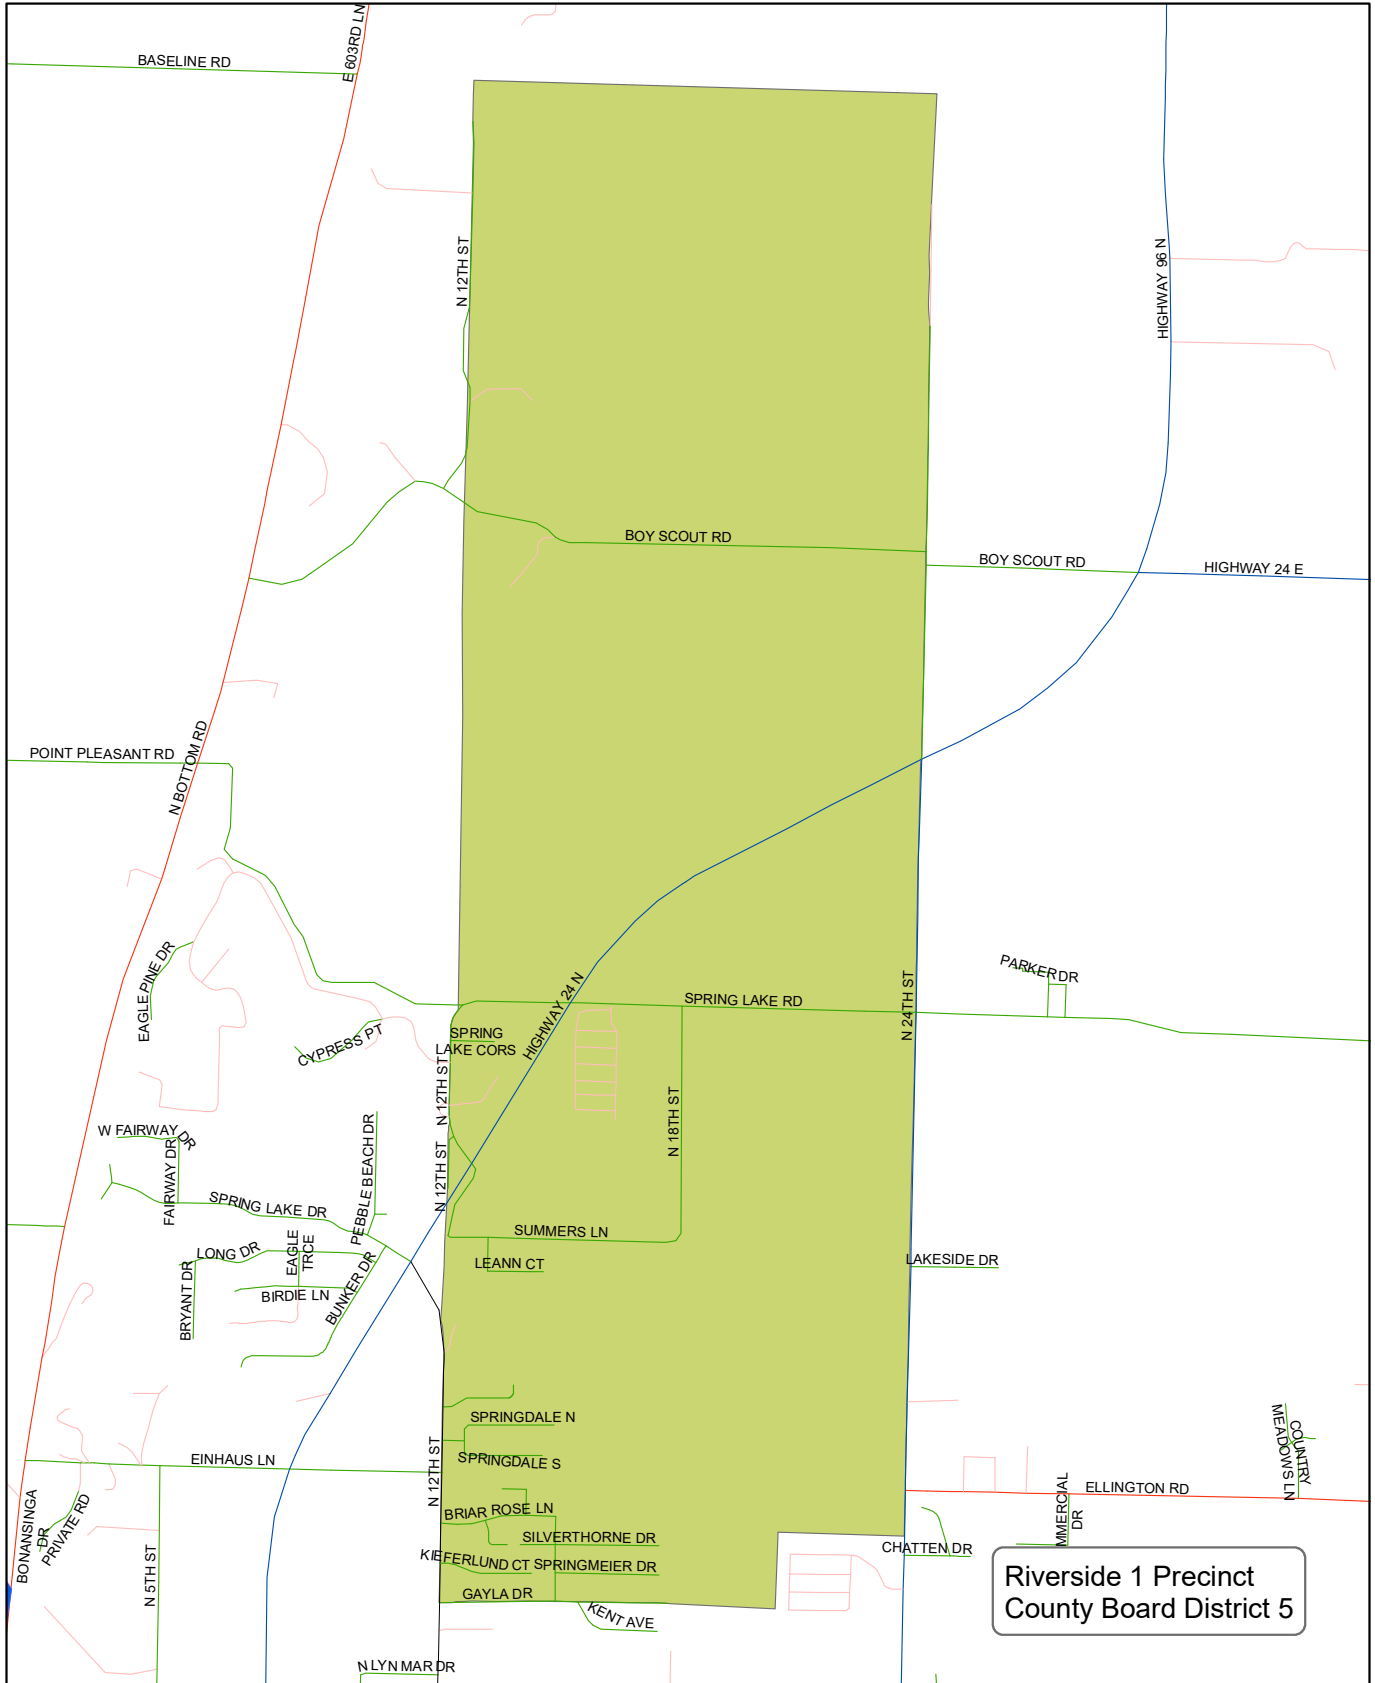 E 603RD LN
BASELINE RD
N 12TH ST
HIGHWAY 96 N
BOY SCOUT RD
BOY SCOUT RD
HIGHWAY 24 E
POINT PLEASANT RD
N BOTTOM RD
EAGLE PINE DR
PARKER DR
HIGHWAY 24 N
SPRING LAKE RD
N 24TH ST
CYPRESS PT
SPRING
LAKE CORS
N 12TH ST
N 18TH ST
W FAIRWAY DR
FAIRWAY DR
PEBBLE BEACH DR
N 12TH ST
SPRING LAKE DR
SUMMERS LN
LONG DR
EAGLE
TRCE
LEANN CT
LAKESIDE DR
BRYANT DR
BIRDIE LN
BUNKER DR
SPRINGDALE N
COUNTRY
MEADOWS LN
EINHAUS LN
N 12TH ST
SPRINGDALE S
ELLINGTON RD
BONANSINGA
DR
PRIVATE RD
BRIAR ROSE LN
MMERCIAL
DR
SILVERTHORNE DR
CHATTEN DR
N 5TH ST
KIEFERLUND CT
SPRINGMEIER DR
GAYLA DR
KENT AVE
N LYN MAR DR
Riverside 1 Precinct
County Board District 5